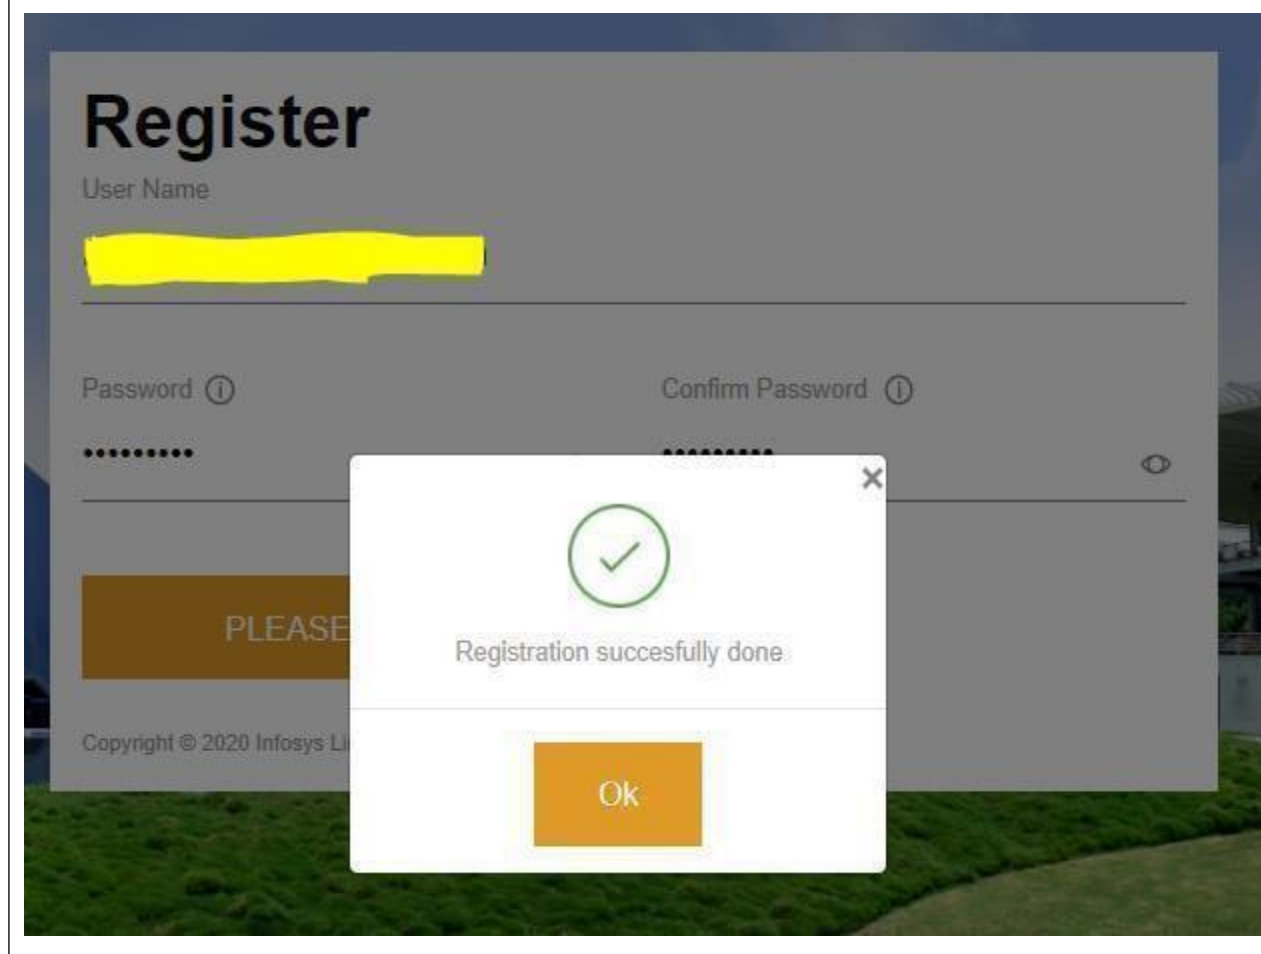 Register
User Name
Password
Confirm Password
•••••••••
•••••••••
×
PLEASE
Registration succesfully done
Copyright © 2020 Infosys
Ok